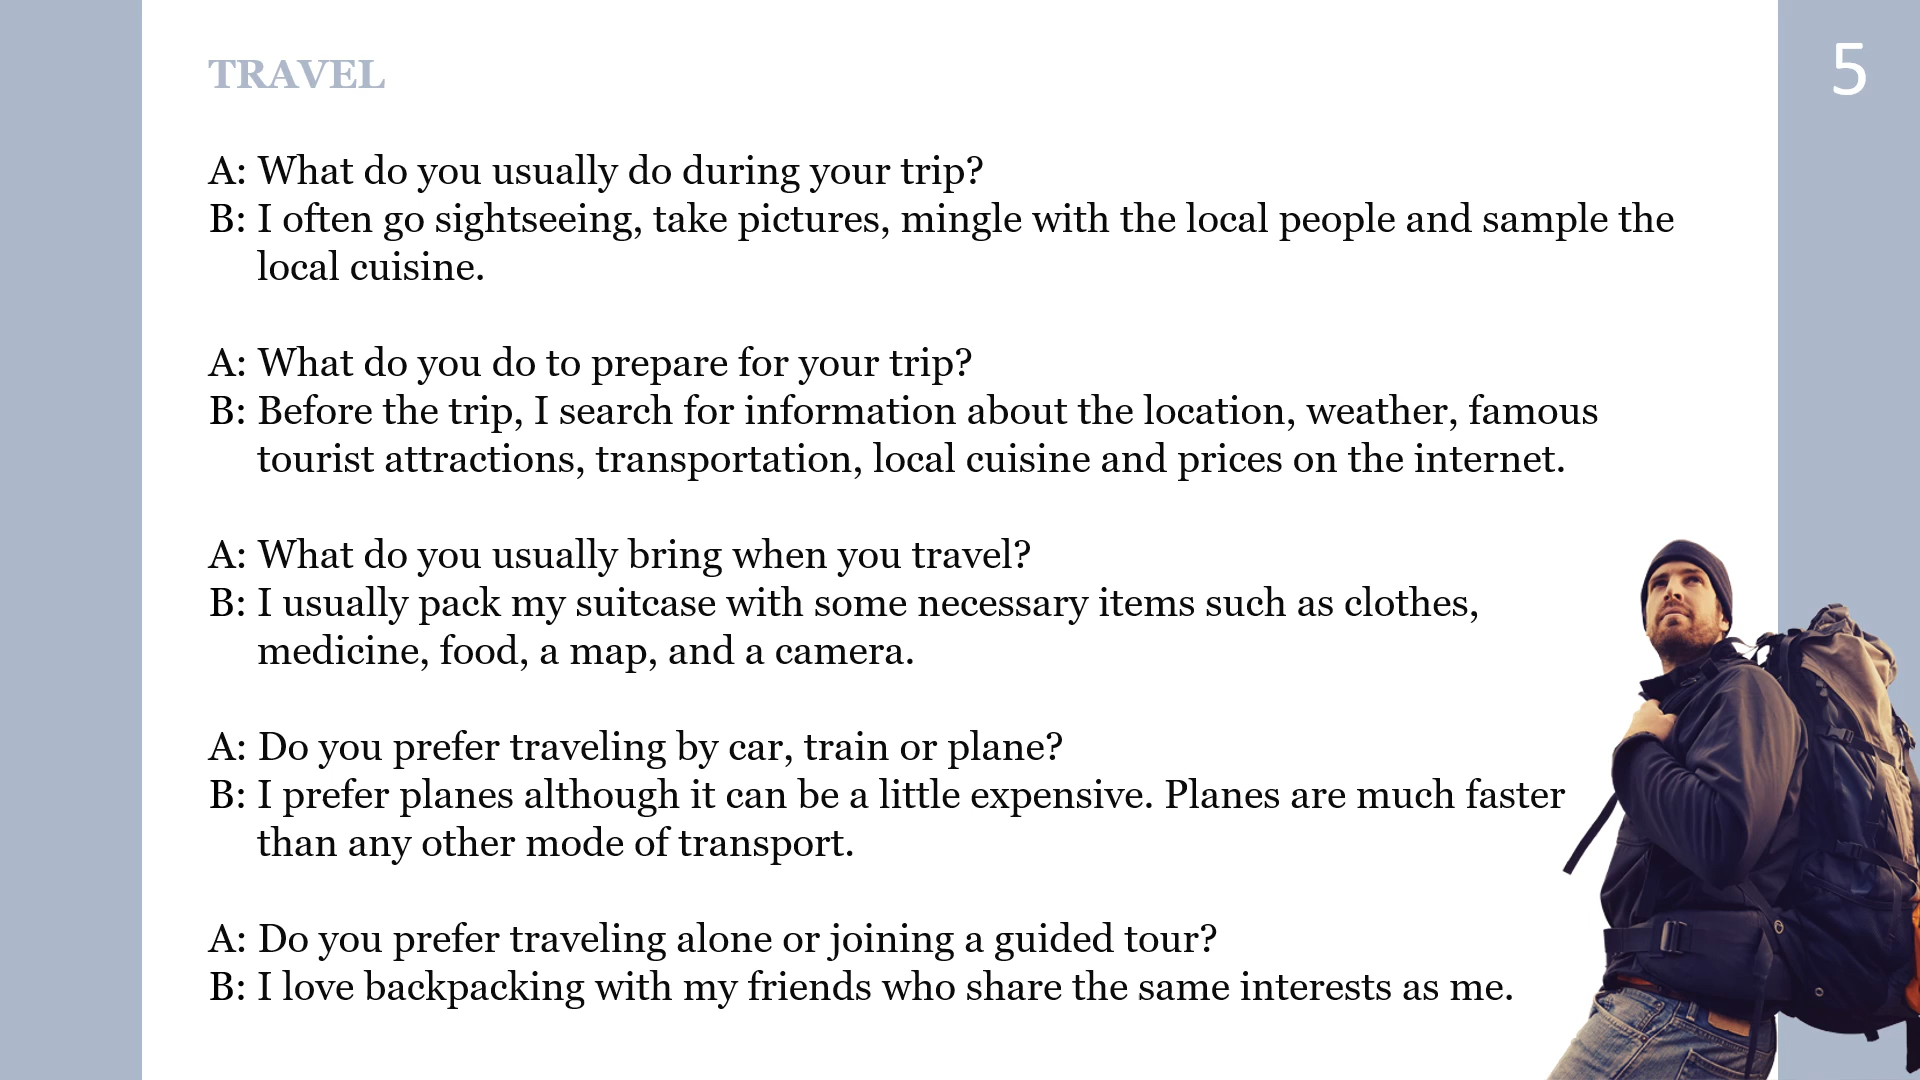 TRAVEL
5
A: What do you usually do during your trip?
B: I often go sightseeing, take pictures, mingle with the local people and sample the
local cuisine.
A: What do you do to prepare for your trip?
B: Before the trip, I search for information about the location, weather, famous
tourist attractions, transportation, local cuisine and prices on the internet.
A: What do you usually bring when you travel?
B: I usually pack my suitcase with some necessary items such as clothes,
medicine, food, a map, and a camera.
A: Do you prefer traveling by car, train or plane?
B: I prefer planes although it can be a little expensive. Planes are much faster
than any other mode of transport.
A: Do you prefer traveling alone or joining a guided tour?
B: I love backpacking with my friends who share the same interests as me.